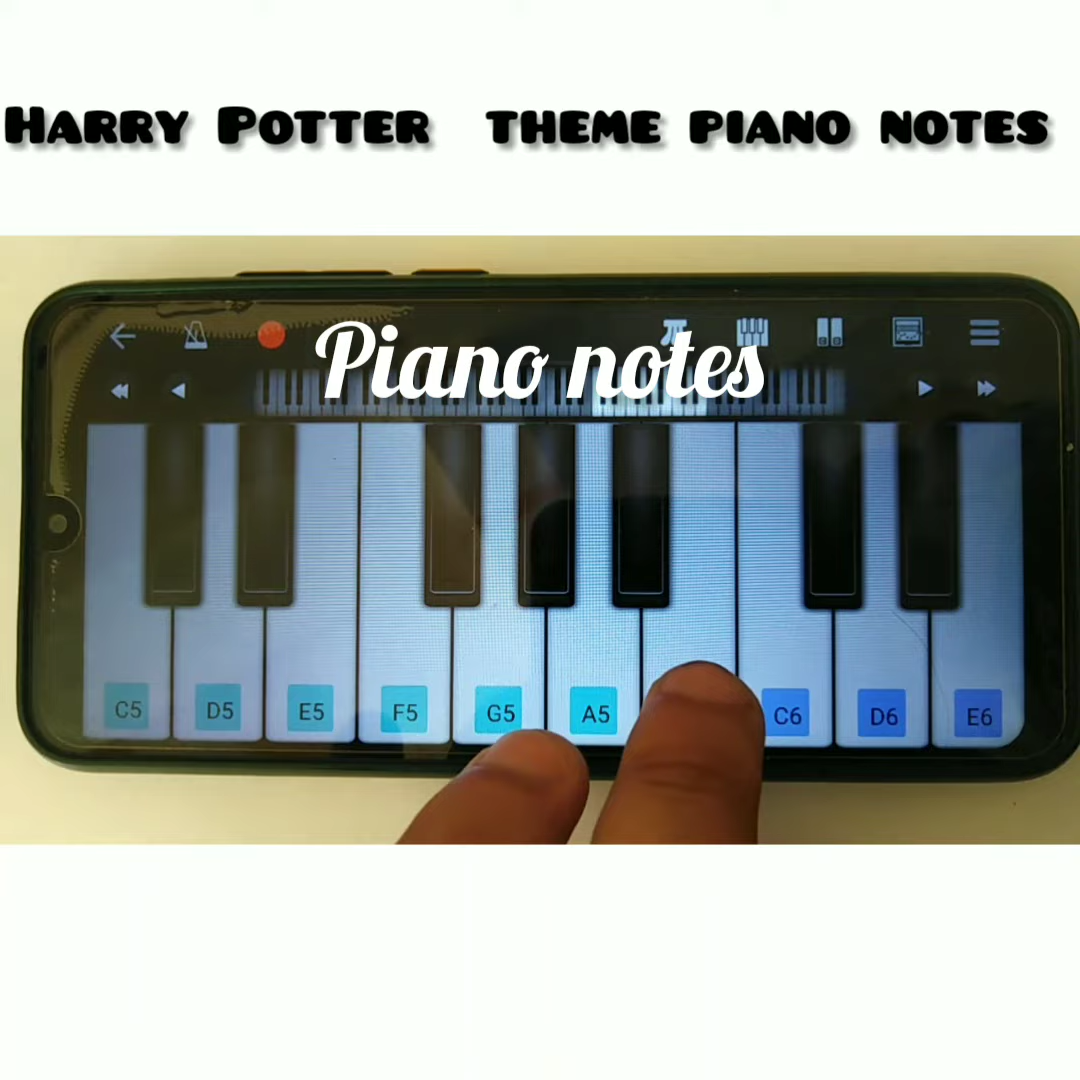 Harry Potter theme piano notes
Piano notes
C5 D5 E5 F5 G5 A5 C6 D6 E6